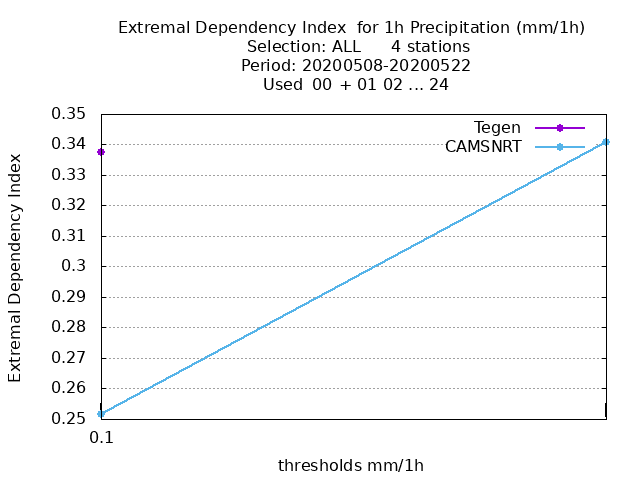 Extremal Dependency Index  for 1h Precipitation (mm/1h)
Selection: ALL      4 stations
Period: 20200508-20200522
Used  00 + 01 02 ... 24
Tegen
CAMSNRT
0.35
0.34
0.33
0.32
0.31
0.3
0.29
0.28
0.27
0.26
0.25
Extremal Dependency Index
0.1
thresholds mm/1h